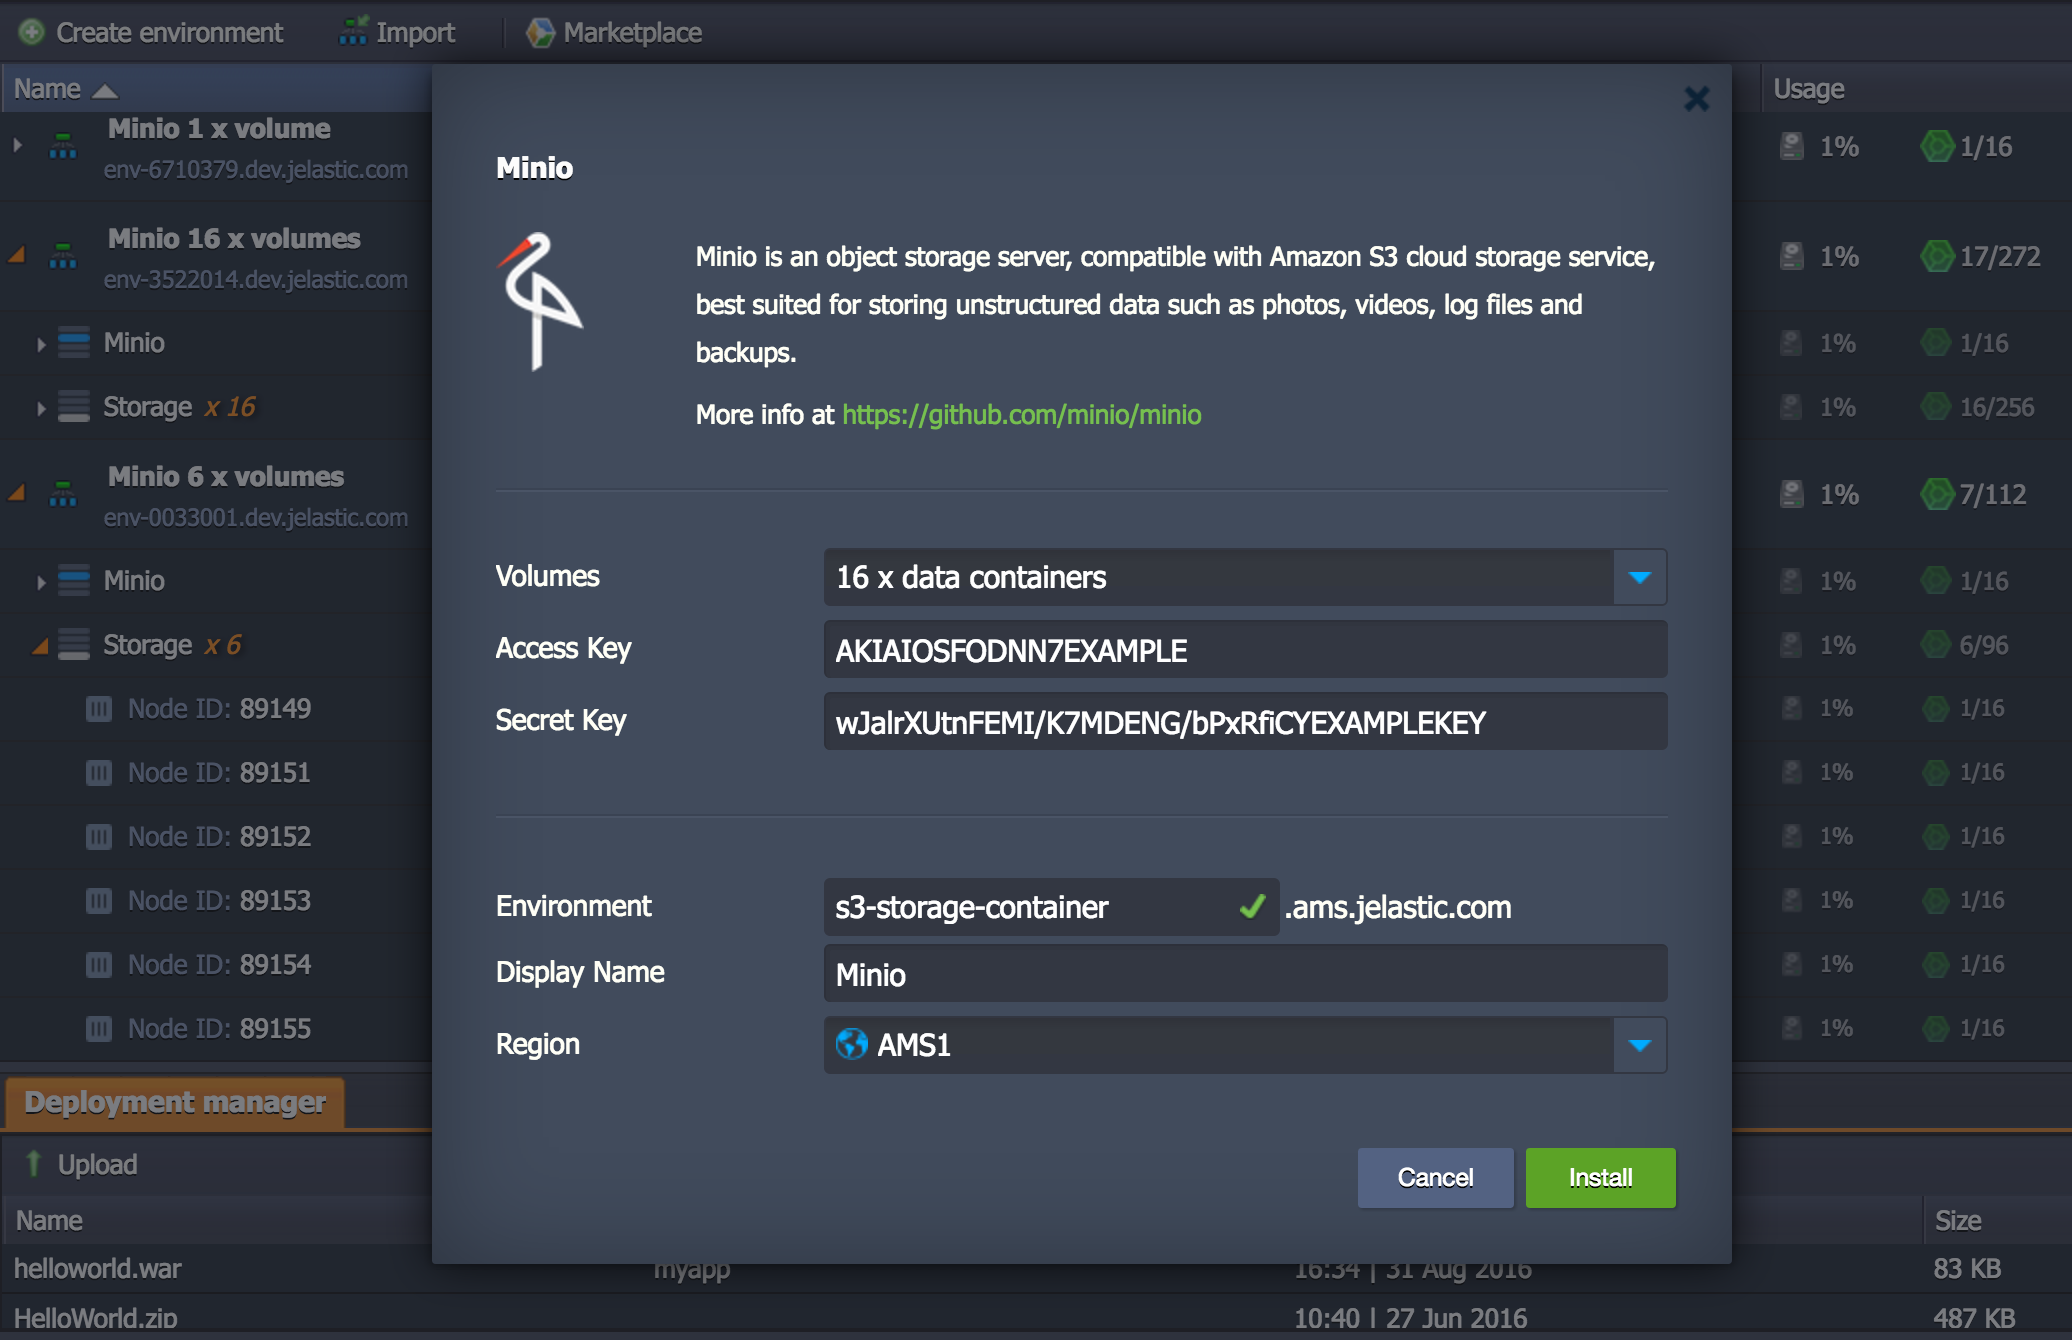 Create environment
Import
Marketplace
Name
Usage
Minio 1 x volume
env-6710379.dev.jelastic.com
1%
1/16
Minio 16 x volumes
env-3522014.dev.jelastic.com
1%
17/272
Minio
1%
1/16
Storage x 16
1%
16/256
Minio 6 x volumes
env-0033001.dev.jelastic.com
1%
7/112
Minio
1%
1/16
Storage x 6
1%
6/96
Node ID: 89149
1%
1/16
Node ID: 89151
1%
1/16
Node ID: 89152
1%
1/16
Node ID: 89153
1%
1/16
Node ID: 89154
1%
1/16
Node ID: 89155
1%
1/16
Minio
Minio is an object storage server, compatible with Amazon S3 cloud storage service,
best suited for storing unstructured data such as photos, videos, log files and
backups.
More info at https://github.com/minio/minio
Volumes
16 x data containers
Access Key
AKIAIOSFODNN7EXAMPLE
Secret Key
wJalrXUtnFEMI/K7MDENG/bPxRfiCYEXAMPLEKEY
Environment
s3-storage-container
.ams.jelastic.com
Display Name
Minio
Region
AMS1
Cancel
Install
Deployment manager
Upload
Name
Size
helloworld.war
myapp
16:34 | 31 Aug 2016
83 KB
HelloWorld.zip
10:40 | 27 Jun 2016
487 KB